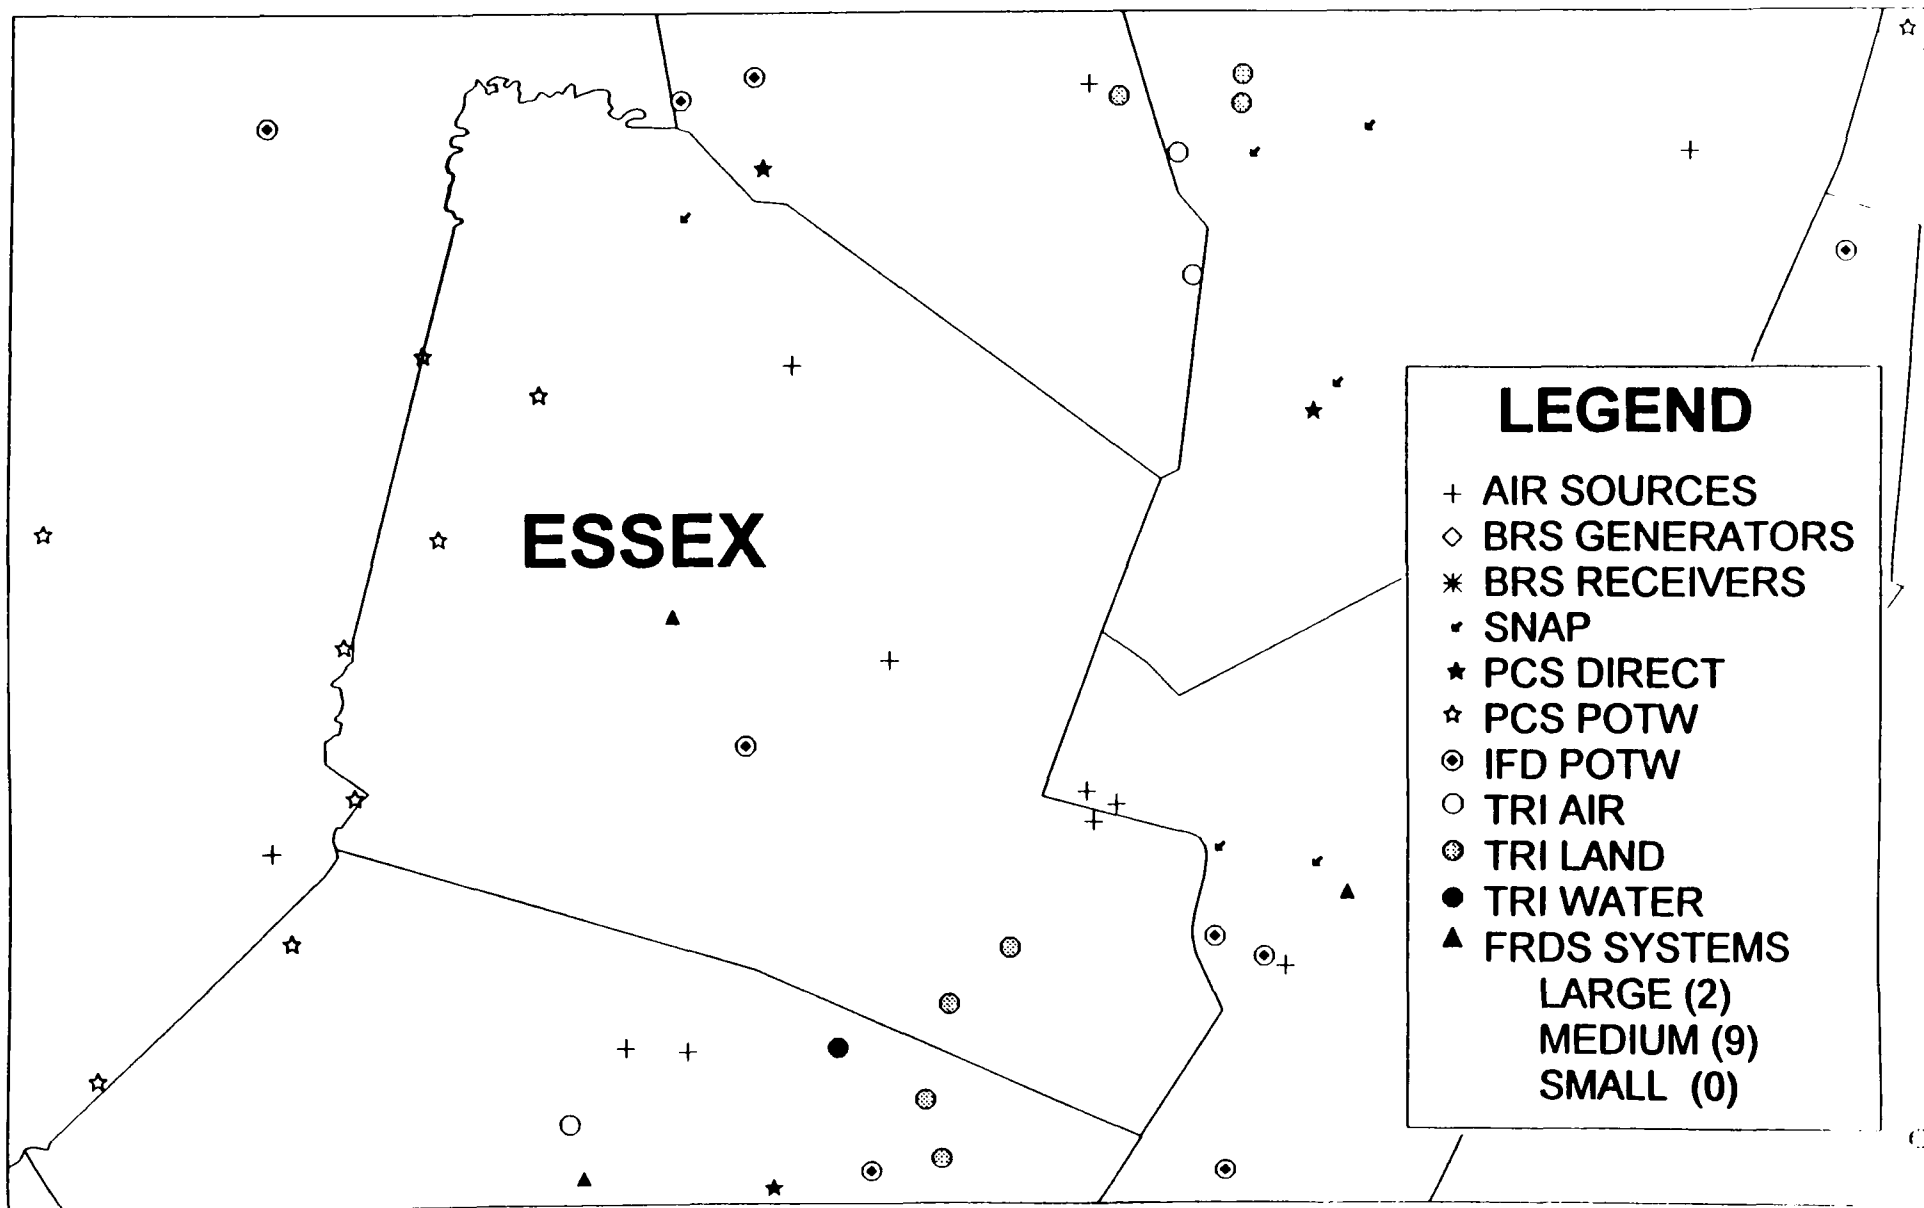 ESSEX
LEGEND
AIR SOURCES
BRS GENERATORS
BRS RECEIVERS
SNAP
PCS DIRECT
PCS POTW
IFD POTW
TRI AIR
TRI LAND
TRI WATER
FRDS SYSTEMS
LARGE (2)
MEDIUM (9)
SMALL (0)